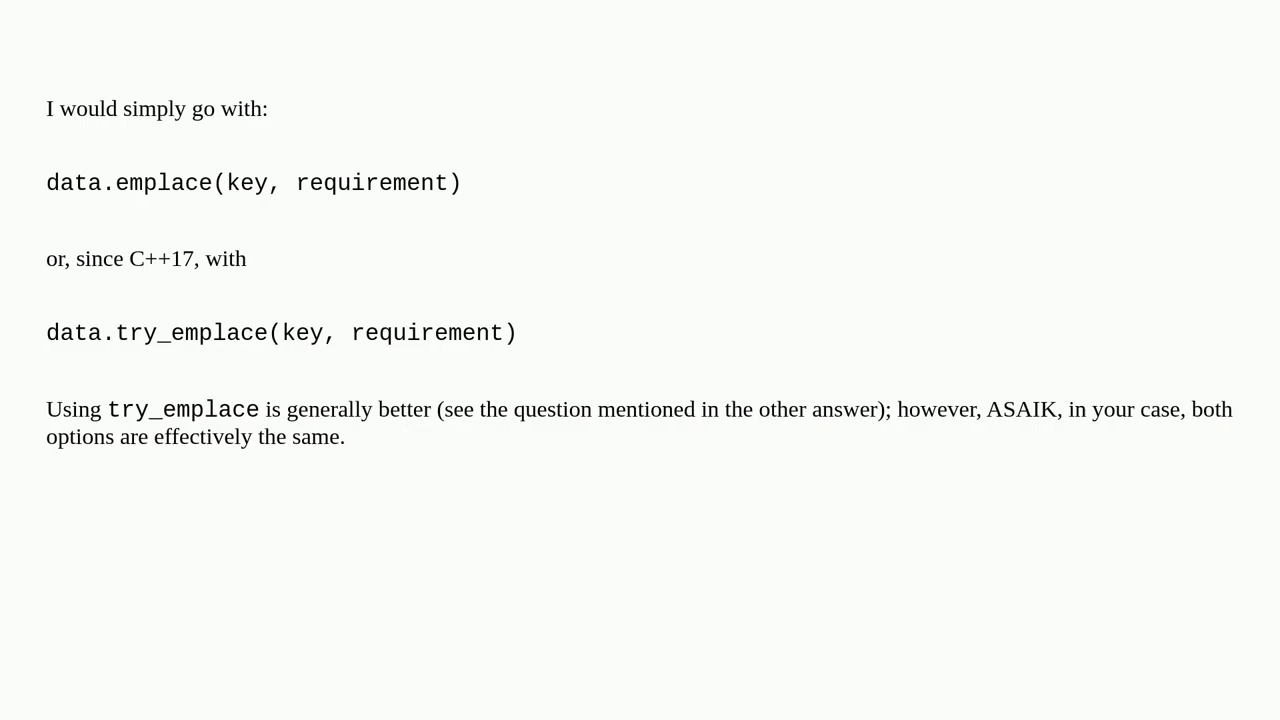 I would simply go with:
data.emplace(key, requirement)
or, since C++17, with
data.try_emplace(key, requirement)
Using try_emplace is generally better (see the question mentioned in the other answer); however, ASAIK, in your case, both
options are effectively the same.